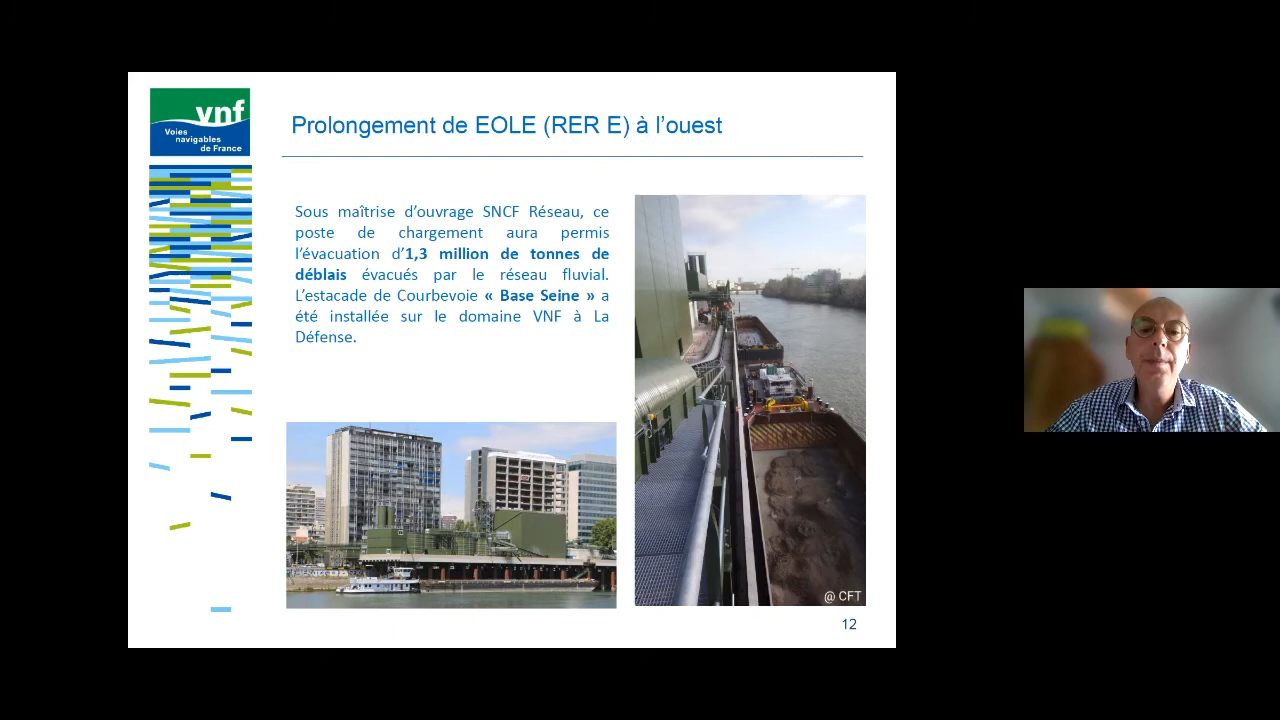 vnf
Voies
navigables
de France
Prolongement de EOLE (RER E) à l’ouest
Sous maîtrise d’ouvrage SNCF Réseau, ce
poste de chargement aura permis
l’évacuation d’1,3 million de tonnes de
déblais évacués par le réseau fluvial.
L’estacade de Courbevoie « Base Seine » a
été installée sur le domaine VNF à La
Défense.
@ CFT
12